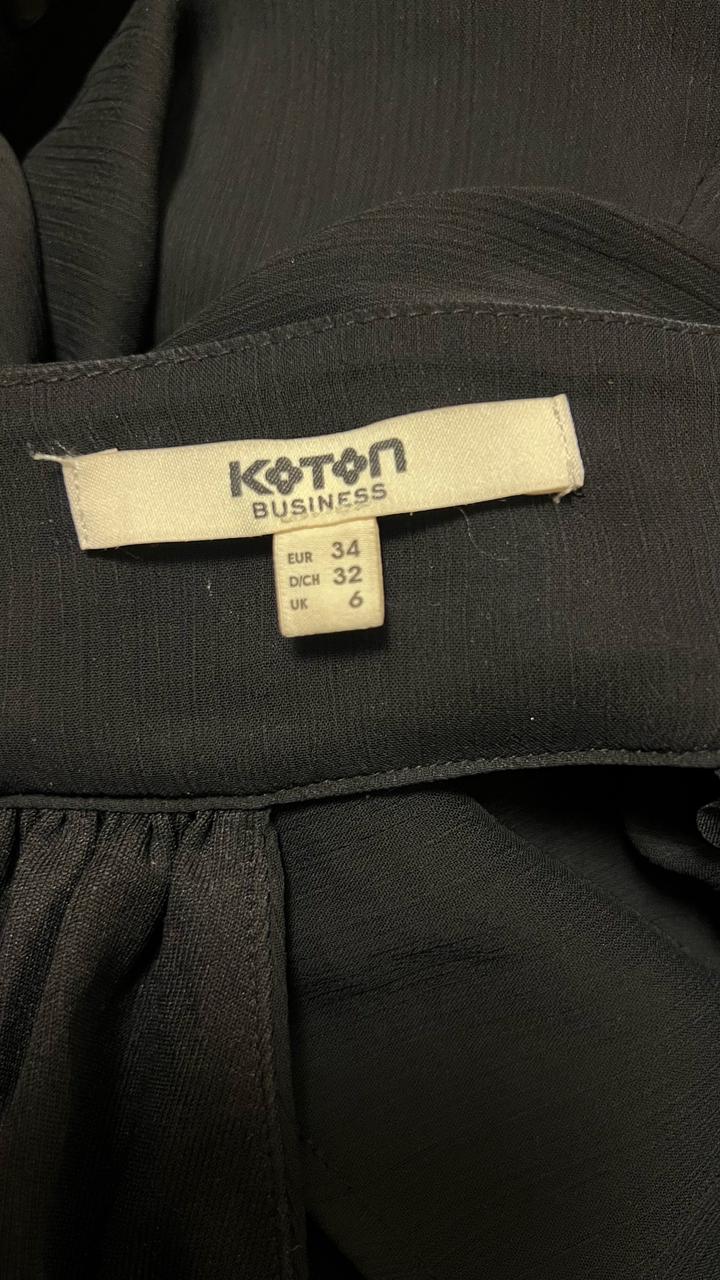 KOTON
BUSINESS
EUR 34
D/CH 32
UK 6